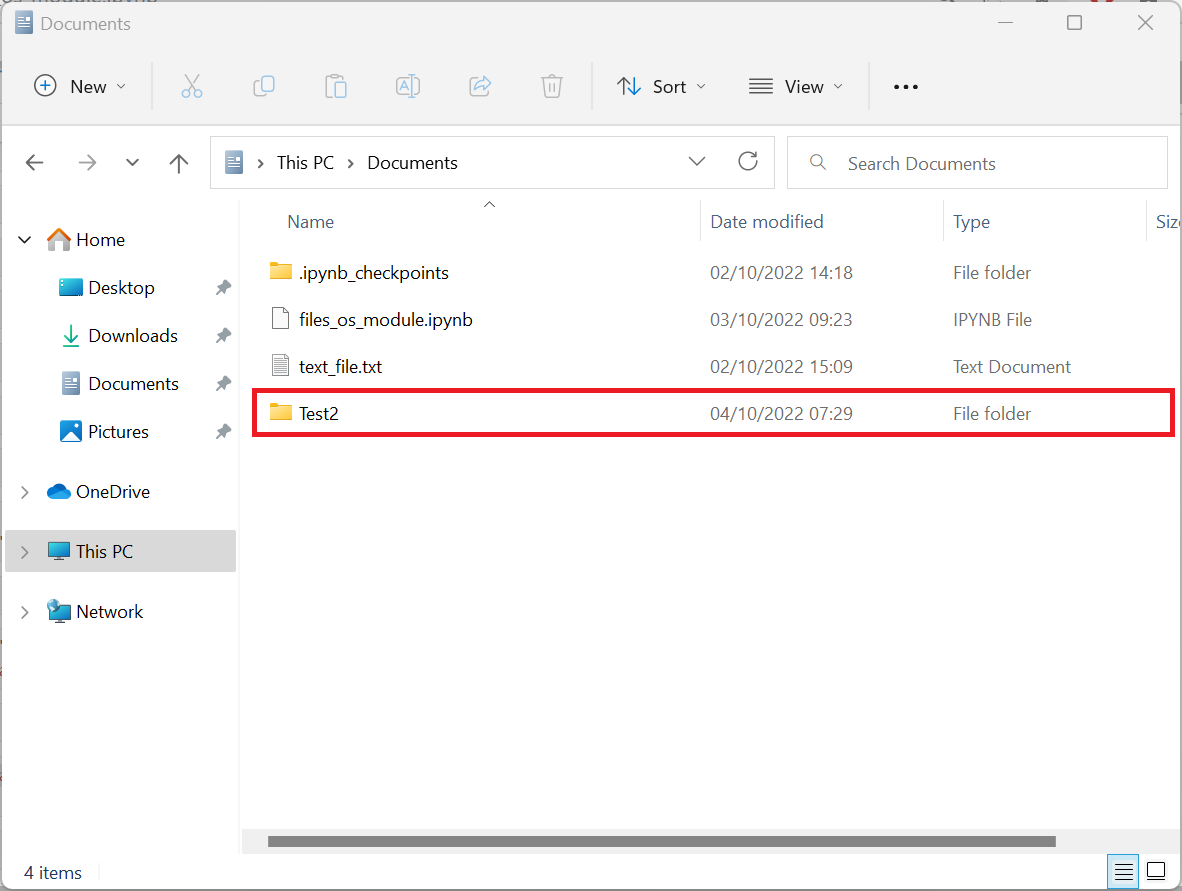 Documents
New
Sort
View
This PC
Documents
Search Documents
Name
Date modified
Type
Home
.ipynb_checkpoints 02/10/2022 14:18 File folder
Desktop
files_os_module.ipynb 03/10/2022 09:23 IPYNB File
Downloads
text_file.txt 02/10/2022 15:09 Text Document
Documents
Test2 04/10/2022 07:29 File folder
Pictures
OneDrive
This PC
Network
4 items